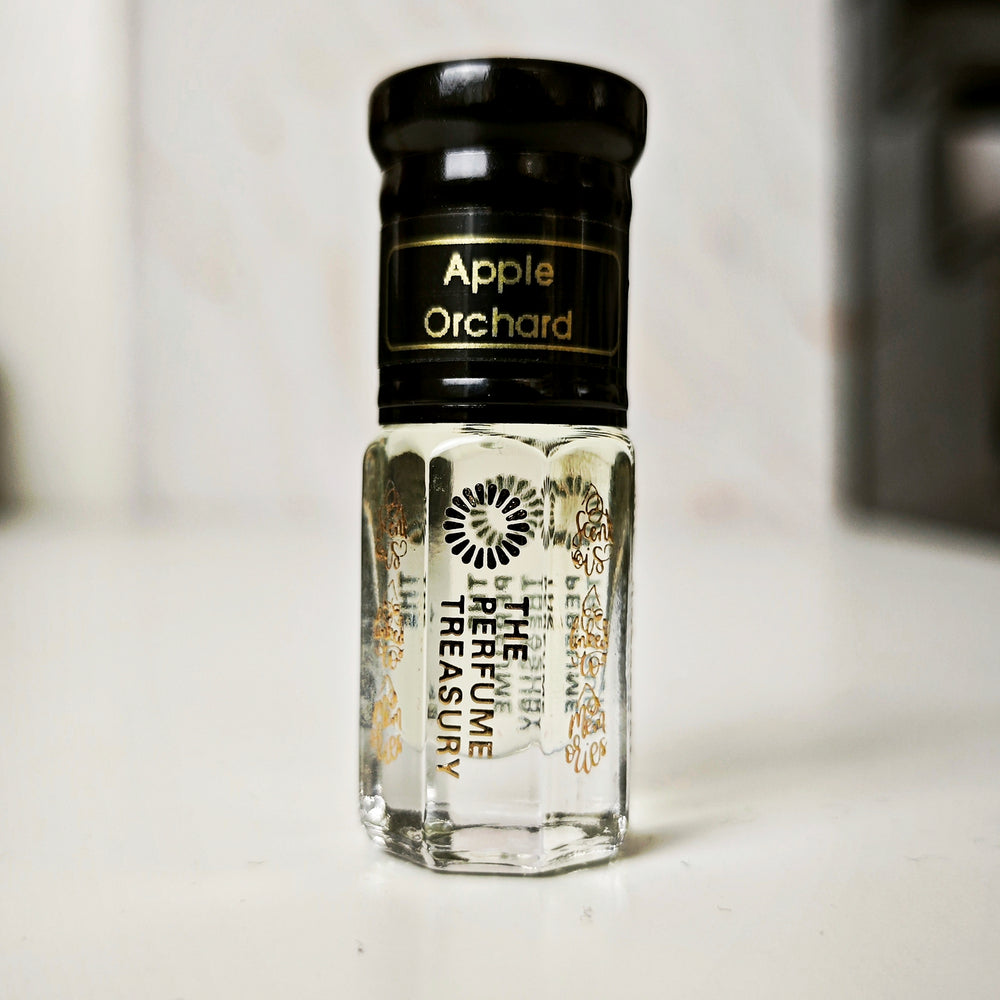 Apple
Orchard
THE
PERFUME
TREASURY